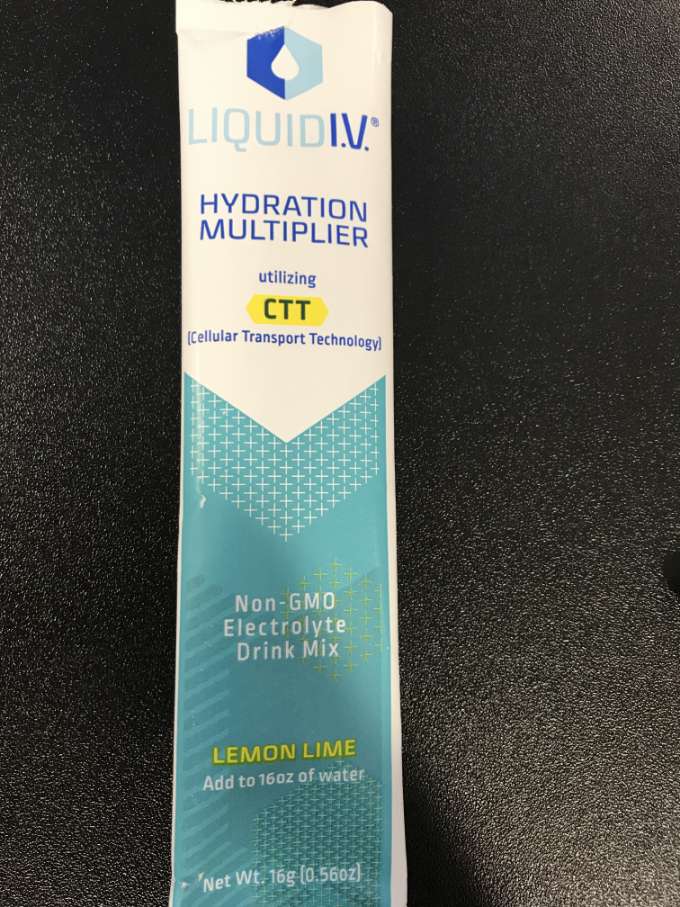 LIQUIDI.V.®
HYDRATION
MULTIPLIER
utilizing
CTT
(Cellular Transport Technology)
Non-GMO
Electrolyte
Drink Mix
LEMON LIME
Add to 16oz of water
Net Wt. 16g (0.56oz)